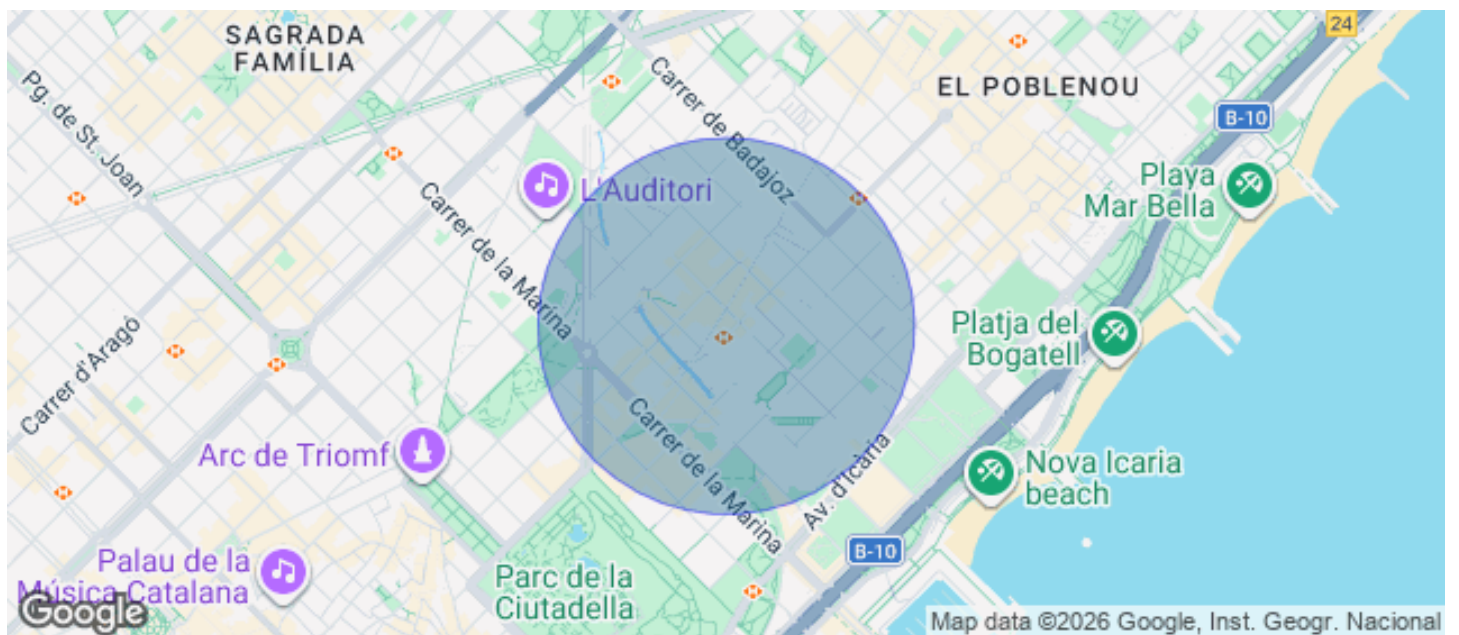 SAGRADA
FAMÍLIA
24
Carrer de Badajoz
EL POBLENOU
Pg. de St. Joan
B-10
Playa
Mar Bella
L'Auditori
Carrer de la Marina
Platja del
Bogatell
Carrer d'Aragó
Carrer de la Marina
Arc de Triomf
Av. d'Icària
Nova Icaria
beach
B-10
Palau de la
Música Catalana
Parc de la
Ciutadella
Google
Map data ©2026 Google, Inst. Geogr. Nacional